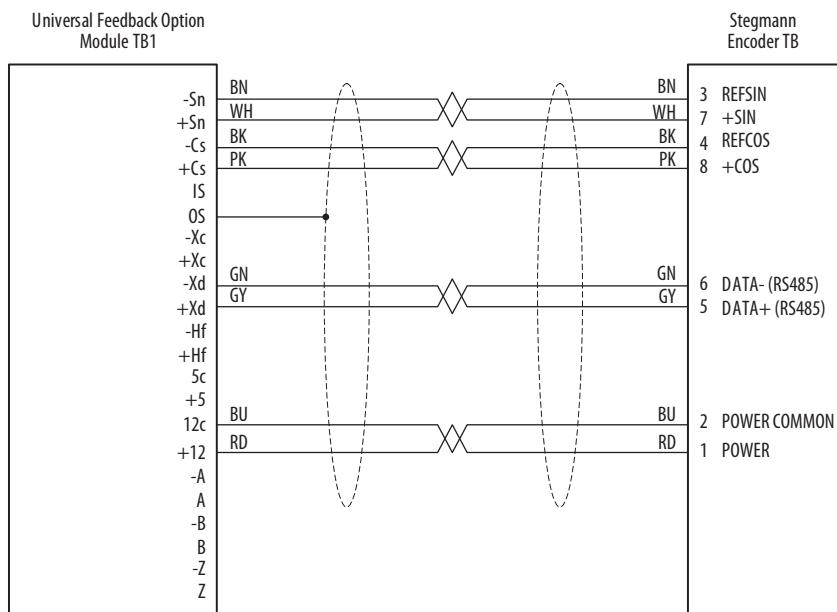 Universal Feedback Option
Module TB1
Stegmann
Encoder TB
-Sn BN BN 3 REFSIN
+Sn WH WH 7 +SIN
-Cs BK BK 4 REFCOS
+Cs PK PK 8 +COS
IS
OS
-Xc
+Xc
-Xd GN GN 6 DATA- (RS485)
+Xd GY GY 5 DATA+ (RS485)
-Hf
+Hf
5c
+5
12c BU BU 2 POWER COMMON
+12 RD RD 1 POWER
-A
A
-B
B
-Z
Z